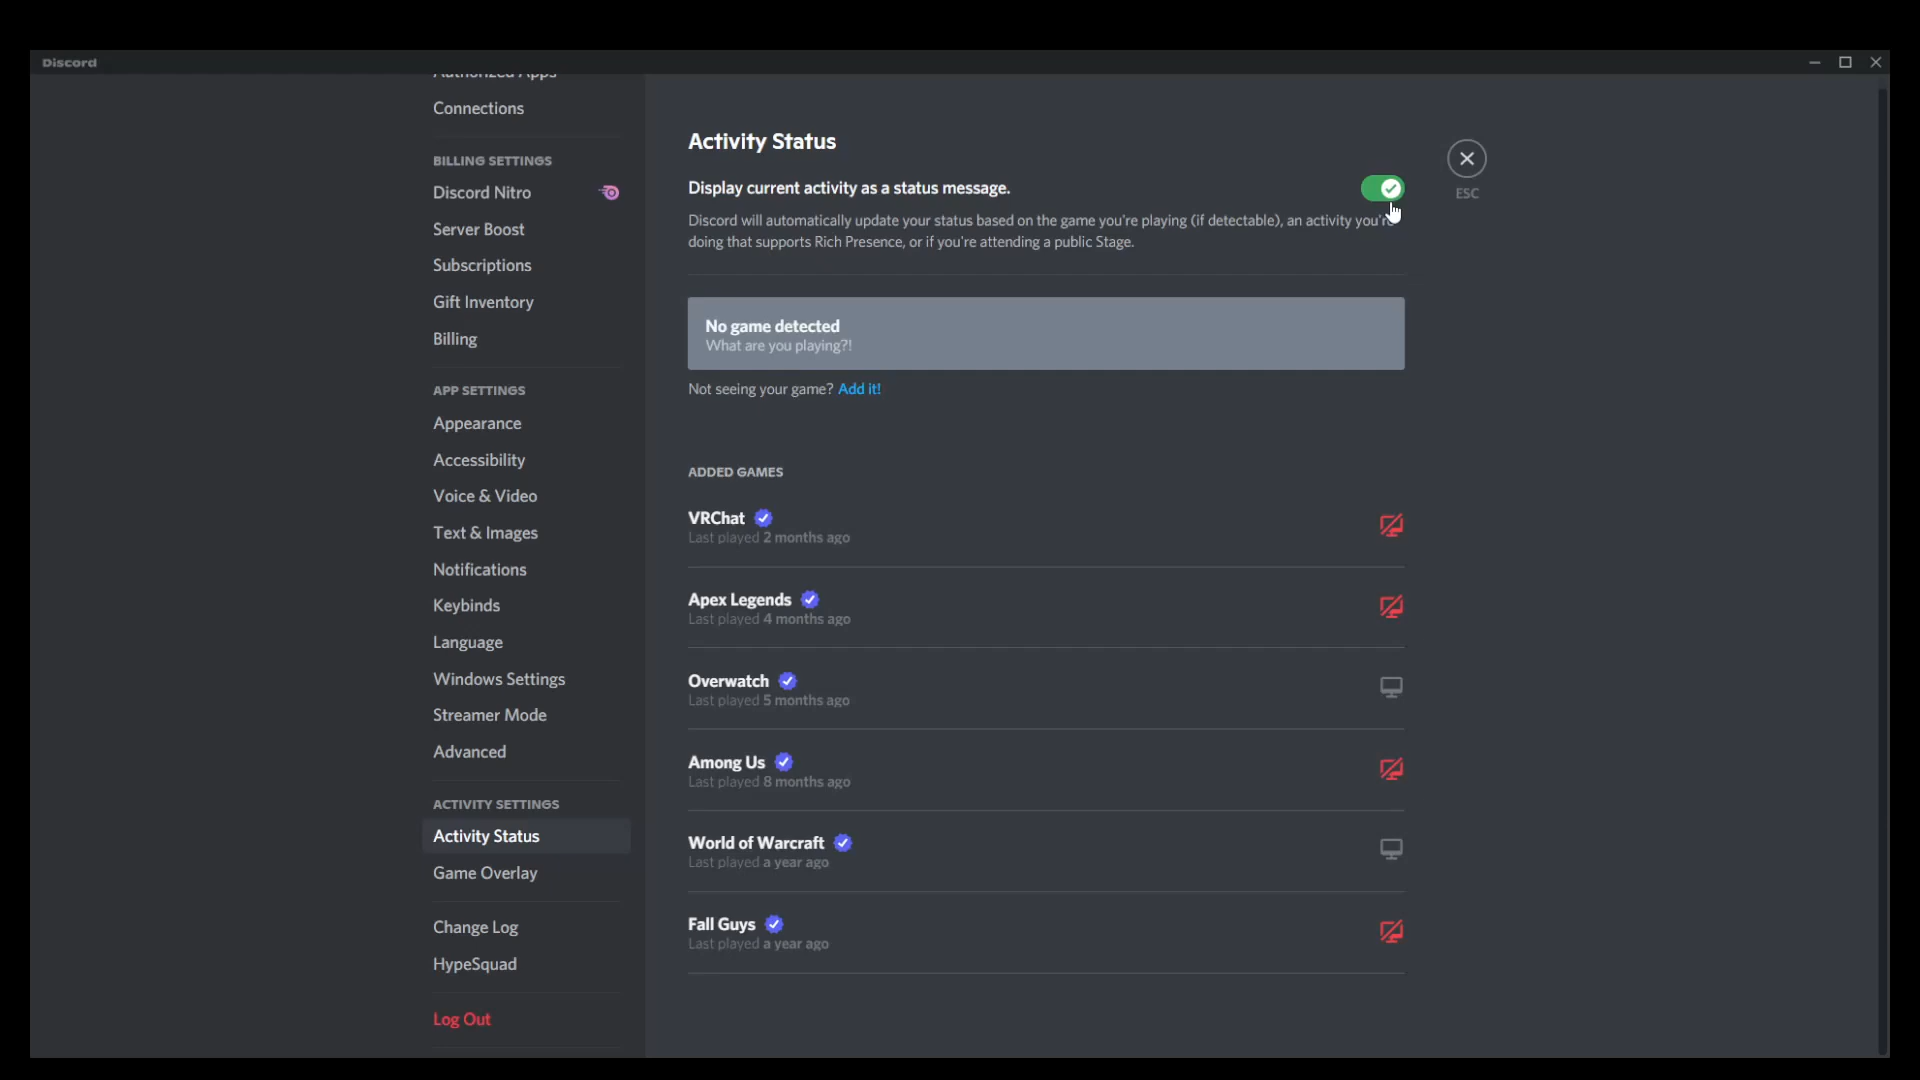 Discord
Authorized Apps
Connections
BILLING SETTINGS
Discord Nitro
Server Boost
Subscriptions
Gift Inventory
Billing
APP SETTINGS
Appearance
Accessibility
Voice & Video
Text & Images
Notifications
Keybinds
Language
Windows Settings
Streamer Mode
Advanced
ACTIVITY SETTINGS
Activity Status
Game Overlay
Change Log
HypeSquad
Log Out
Activity Status
Display current activity as a status message.
Discord will automatically update your status based on the game you're playing (if detectable), an activity you're
doing that supports Rich Presence, or if you're attending a public Stage.
ESC
No game detected
What are you playing?!
Not seeing your game? Add it!
ADDED GAMES
VRChat
Last played 2 months ago
Apex Legends
Last played 4 months ago
Overwatch
Last played 5 months ago
Among Us
Last played 8 months ago
World of Warcraft
Last played a year ago
Fall Guys
Last played a year ago